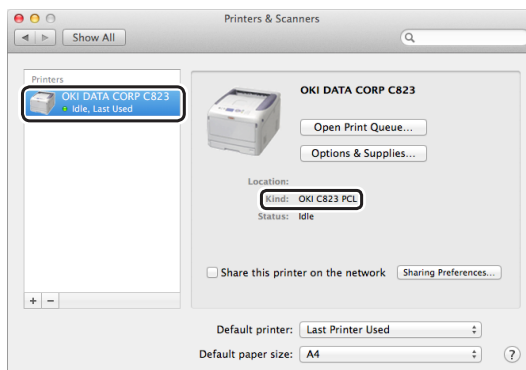 Printers & Scanners
Show All
Printers
OKI DATA CORP C823
Idle, Last Used
OKI DATA CORP C823
Open Print Queue...
Options & Supplies...
Location:
Kind: OKI C823 PCL
Status: Idle
Share this printer on the network Sharing Preferences...
+ −
Default printer: Last Printer Used
Default paper size: A4 ?